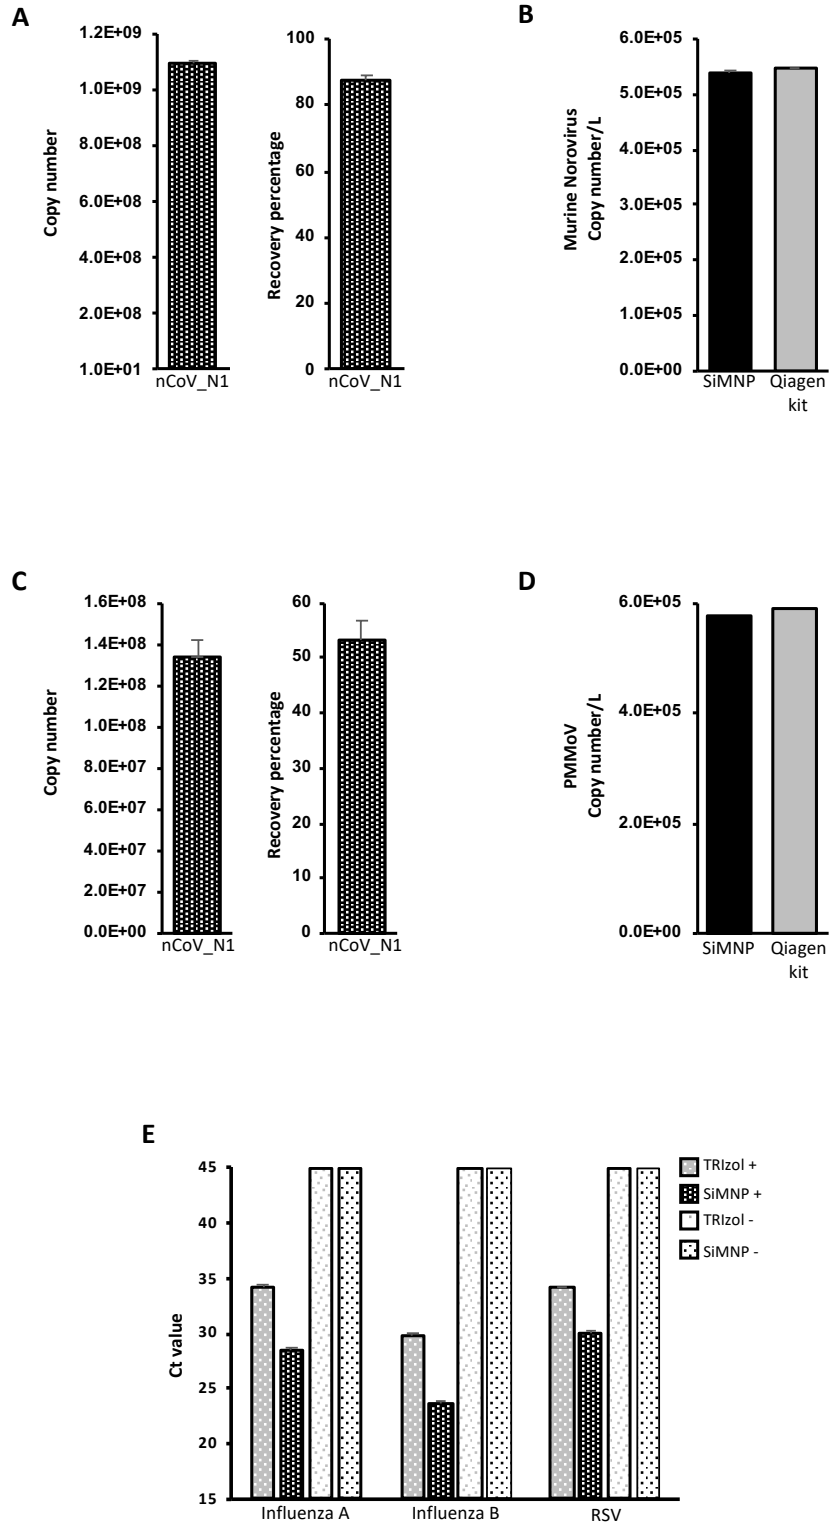 A
Copy number
1.2E+09
1.0E+09
8.0E+08
6.0E+08
4.0E+08
2.0E+08
1.0E+01
nCoV_N1
Recovery percentage
100
80
60
40
20
0
nCoV_N1
B
Murine Norovirus
Copy number/L
6.0E+05
5.0E+05
4.0E+05
3.0E+05
2.0E+05
1.0E+05
0.0E+00
SiMNP
Qiagen
kit
C
Copy number
1.6E+08
1.4E+08
1.2E+08
1.0E+08
8.0E+07
6.0E+07
4.0E+07
2.0E+07
0.0E+00
nCoV_N1
Recovery percentage
60
50
40
30
20
10
0
nCoV_N1
D
PMMoV
Copy number/L
6.0E+05
4.0E+05
2.0E+05
0.0E+00
SiMNP
Qiagen
kit
E
Ct value
45
40
35
30
25
20
15
Influenza A
Influenza B
RSV
TRIzol +
SiMNP +
TRIzol -
SiMNP -